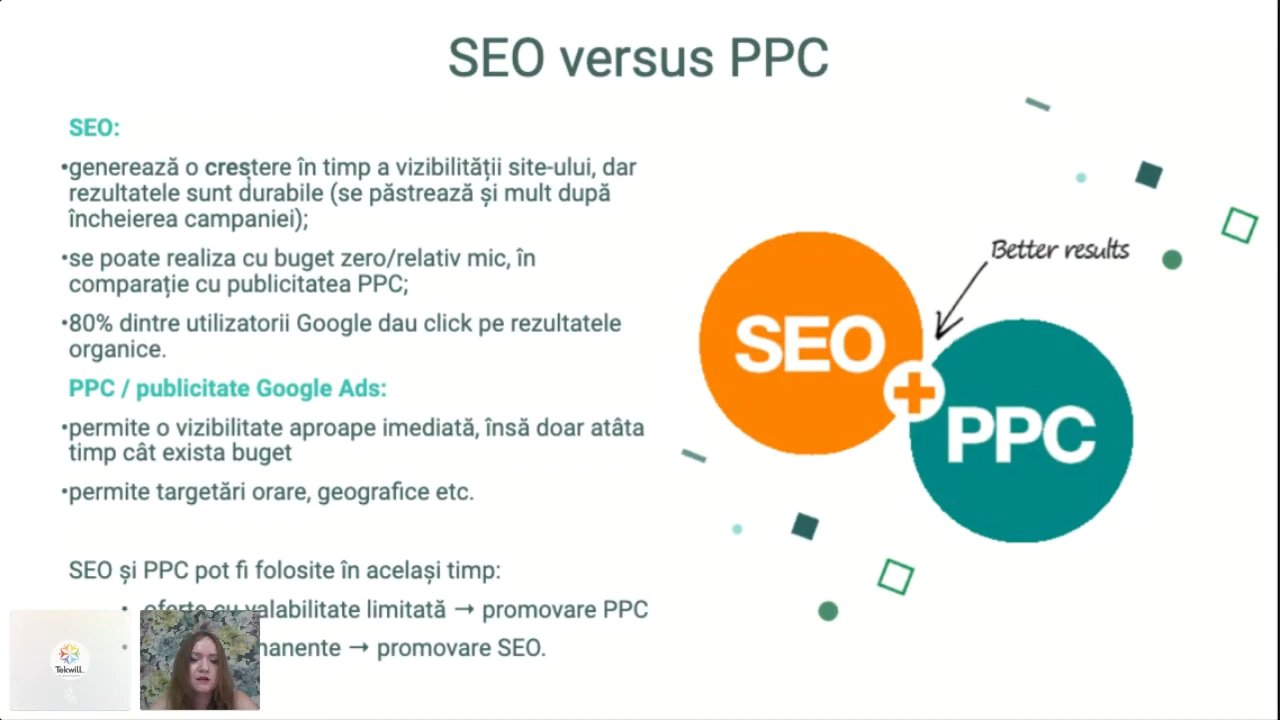 SEO versus PPC
SEO:
•generează o creștere în timp a vizibilității site-ului, dar
rezultatele sunt durabile (se păstrează și mult după
încheierea campaniei);
•se poate realiza cu buget zero/relativ mic, în
comparație cu publicitatea PPC;
•80% dintre utilizatorii Google dau click pe rezultatele
organice.
PPC / publicitate Google Ads:
•permite o vizibilitate aproape imediată, însă doar atâta
timp cât exista buget
•permite targetări orare, geografice etc.
SEO și PPC pot fi folosite în același timp:
• oferte cu valabilitate limitată → promovare PPC
• → promovare SEO.
Better results
SEO
PPC
Tekwill